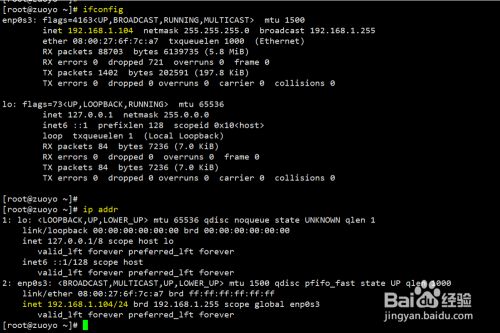 [root@zuoyo ~]# ifconfig
enp0s3: flags=4163<UP,BROADCAST,RUNNING,MULTICAST> mtu 1500
inet 192.168.1.104 netmask 255.255.255.0 broadcast 192.168.1.255
ether 08:00:27:6f:7c:a7 txqueuelen 1000 (Ethernet)
RX packets 88703 bytes 6139735 (5.8 MiB)
RX errors 0 dropped 721 overruns 0 frame 0
TX packets 1402 bytes 202591 (197.8 KiB)
TX errors 0 dropped 0 overruns 0 carrier 0 collisions 0
lo: flags=73<UP,LOOPBACK,RUNNING> mtu 65536
inet 127.0.0.1 netmask 255.0.0.0
inet6 ::1 prefixlen 128 scopeid 0x10<host>
loop txqueuelen 1 (Local Loopback)
RX packets 84 bytes 7236 (7.0 KiB)
RX errors 0 dropped 0 overruns 0 frame 0
TX packets 84 bytes 7236 (7.0 KiB)
TX errors 0 dropped 0 overruns 0 carrier 0 collisions 0
[root@zuoyo ~]#
[root@zuoyo ~]# ip addr
1: lo: <LOOPBACK,UP,LOWER_UP> mtu 65536 qdisc noqueue state UNKNOWN qlen 1
link/loopback 00:00:00:00:00:00 brd 00:00:00:00:00:00
inet 127.0.0.1/8 scope host lo
valid_lft forever preferred_lft forever
inet6 ::1/128 scope host
valid_lft forever preferred_lft forever
2: enp0s3: <BROADCAST,MULTICAST,UP,LOWER_UP> mtu 1500 qdisc pfifo_fast state UP qlen 1000
link/ether 08:00:27:6f:7c:a7 brd ff:ff:ff:ff:ff:ff
inet 192.168.1.104/24 brd 192.168.1.255 scope global enp0s3
valid_lft forever preferred_lft forever
[root@zuoyo ~]#
Baidu经验
jingyan.baidu.com